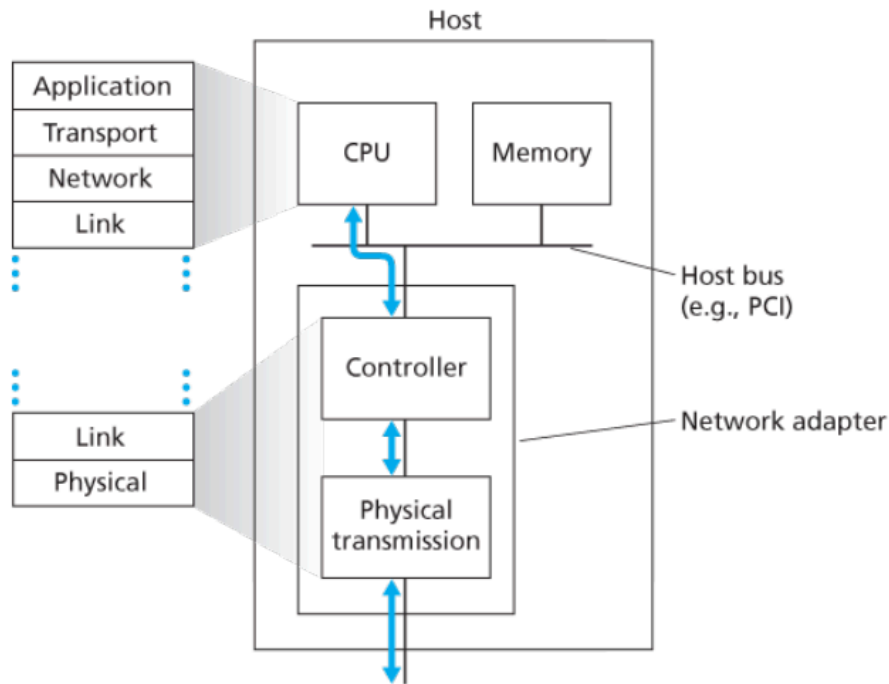 Host
Application
Transport
Network
Link
CPU
Memory
Host bus
(e.g., PCI)
Controller
Network adapter
Link
Physical
Physical
transmission